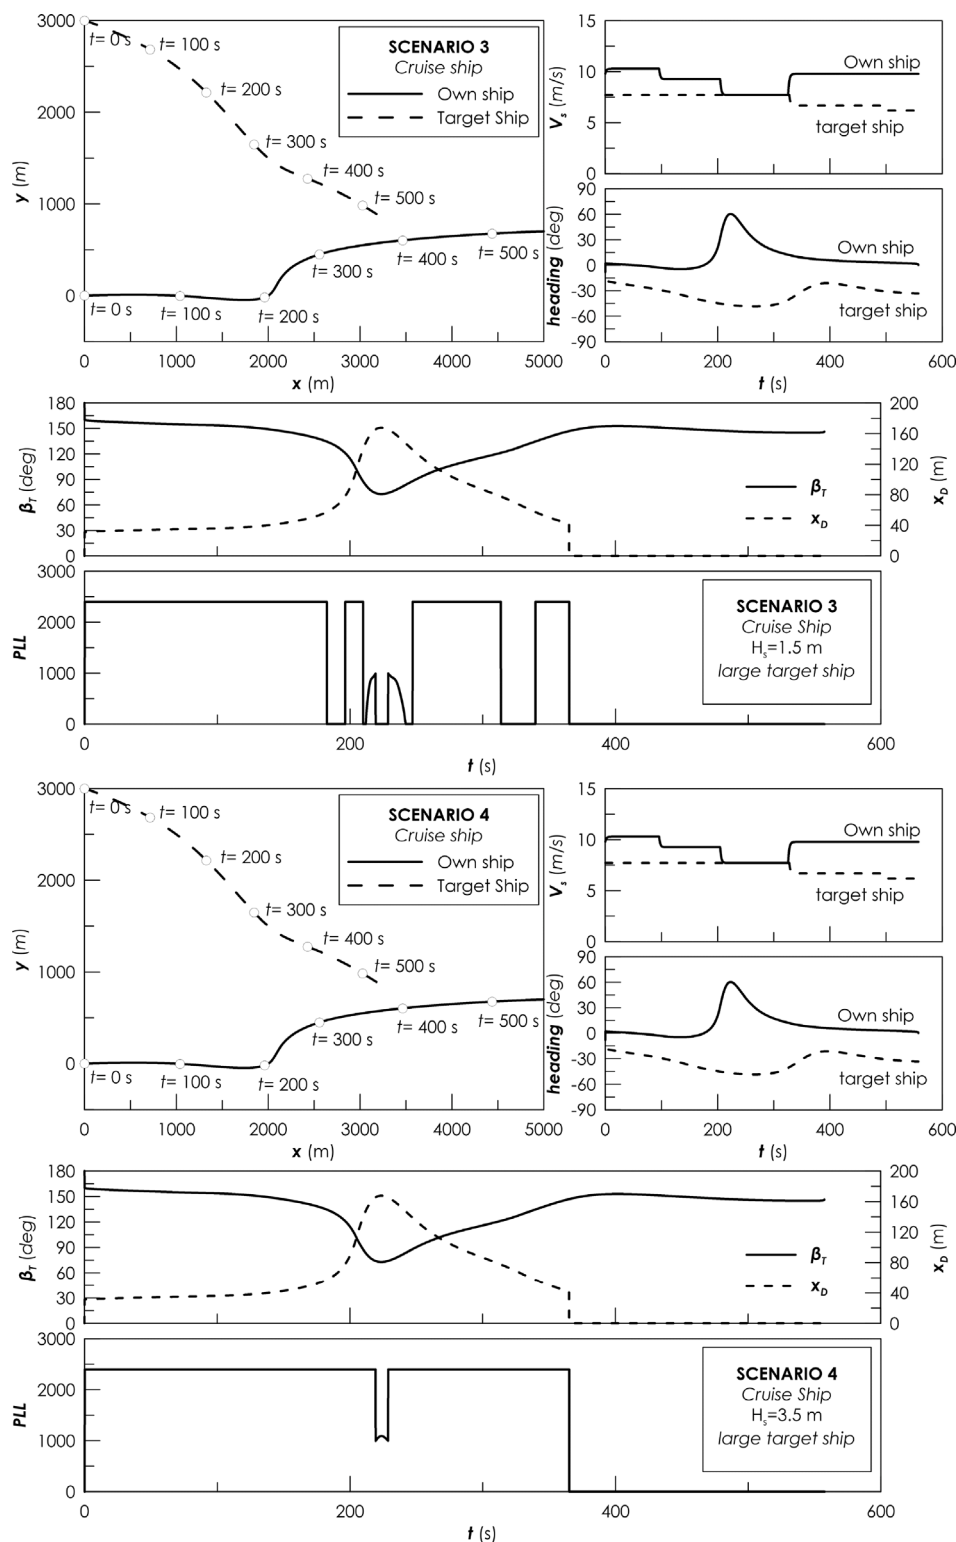 3000
2000
1000
0
y (m)
t= 0 s
t= 100 s
t= 200 s
t= 300 s
t= 400 s
t= 500 s
SCENARIO 3
Cruise ship
Own ship
Target Ship
t= 0 s
t= 100 s
t= 200 s
t= 300 s
t= 400 s
t= 500 s
0 1000 2000 3000 4000 5000
x (m)
15
10
5
0
Vs (m/s)
Own ship
target ship
90
60
30
0
-30
-60
-90
heading (deg)
Own ship
target ship
0 200 400 600
t (s)
180
150
120
90
60
30
0
βT (deg)
βT
xD
200
160
120
80
40
0
xD (m)
3000
2000
1000
0
PLL
SCENARIO 3
Cruise Ship
Hs=1.5 m
large target ship
0 200 400 600
t (s)
3000
2000
1000
0
y (m)
t= 0 s
t= 100 s
t= 200 s
t= 300 s
t= 400 s
t= 500 s
SCENARIO 4
Cruise ship
Own ship
Target Ship
t= 0 s
t= 100 s
t= 200 s
t= 300 s
t= 400 s
t= 500 s
0 1000 2000 3000 4000 5000
x (m)
15
10
5
0
Vs (m/s)
Own ship
target ship
90
60
30
0
-30
-60
-90
heading (deg)
Own ship
target ship
0 200 400 600
t (s)
180
150
120
90
60
30
0
βT (deg)
βT
xD
200
160
120
80
40
0
xD (m)
3000
2000
1000
0
PLL
SCENARIO 4
Cruise Ship
Hs=3.5 m
large target ship
0 200 400 600
t (s)